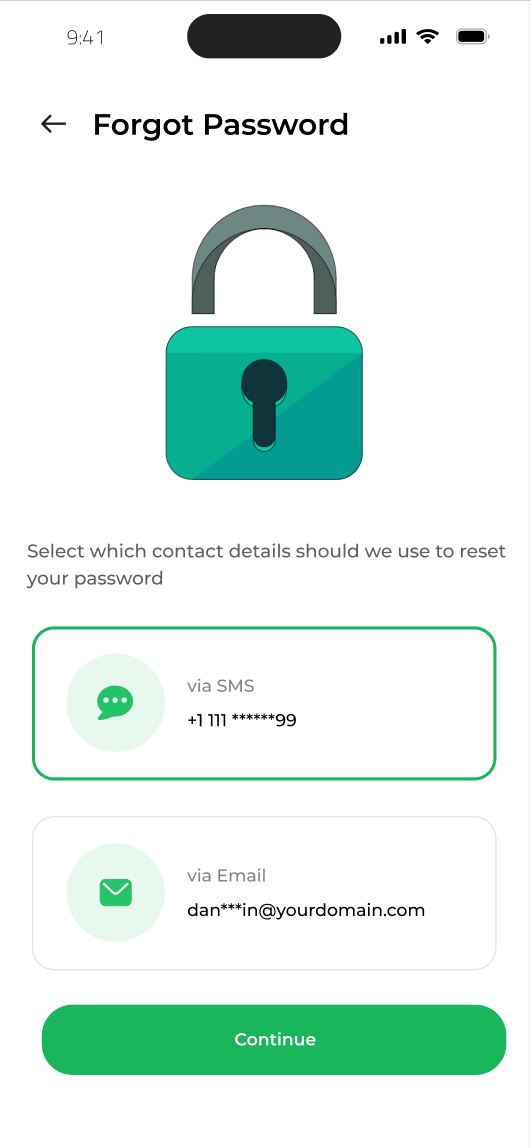 9:41
Forgot Password
Select which contact details should we use to reset
your password
via SMS
+1 111 ******99
via Email
dan***in@yourdomain.com
Continue